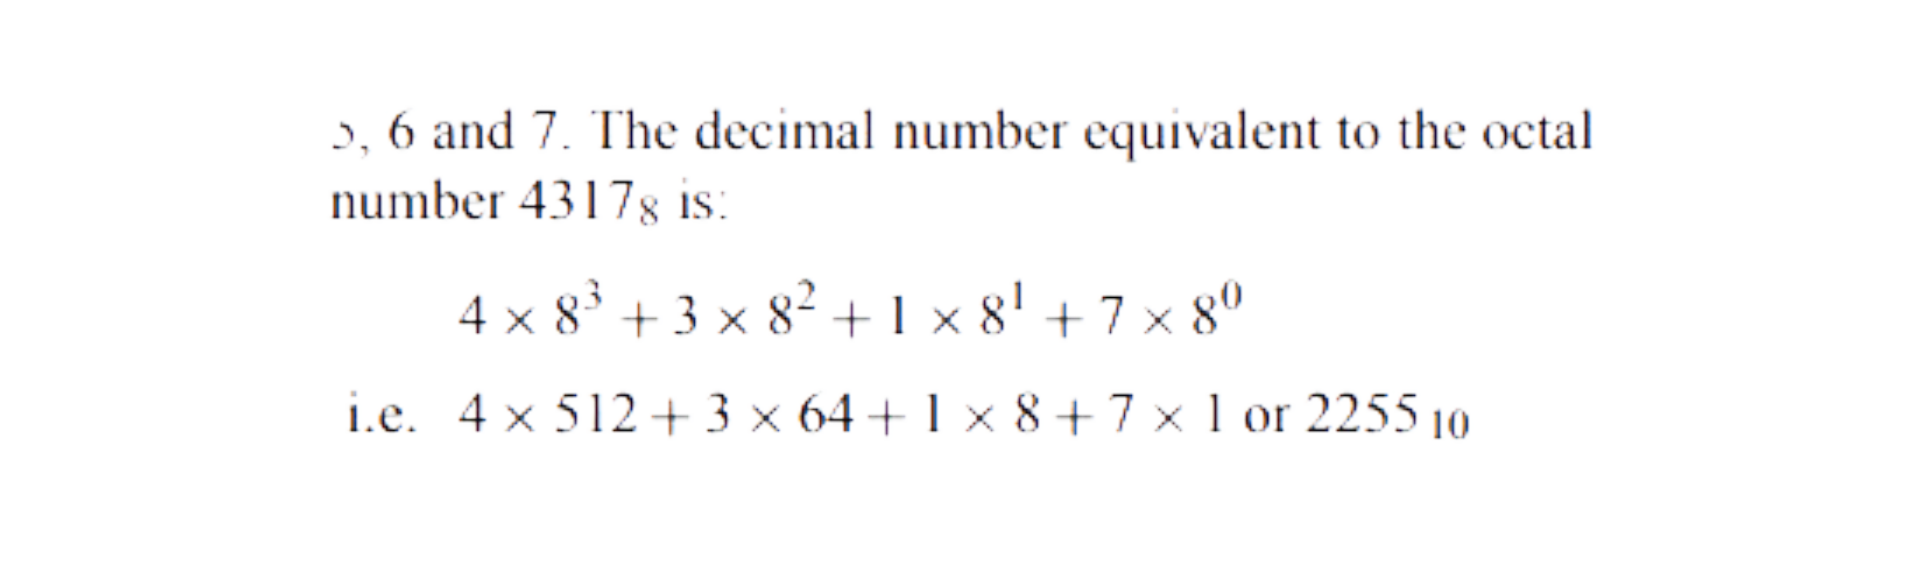 5, 6 and 7. The decimal number equivalent to the octal
number 4317₈ is:
4 × 8³ + 3 × 8² + 1 × 8¹ + 7 × 8⁰
i.e. 4 × 512 + 3 × 64 + 1 × 8 + 7 × 1 or 2255₁₀